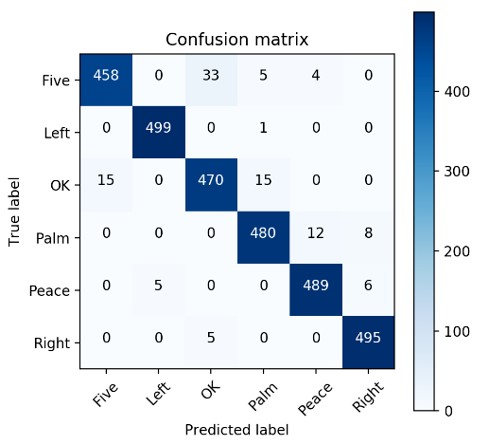 Confusion matrix
Five 458 0 33 5 4 0
Left 0 499 0 1 0 0
OK 15 0 470 15 0 0
Palm 0 0 0 480 12 8
Peace 0 5 0 0 489 6
Right 0 0 5 0 0 495
Five Left OK Palm Peace Right
True label
Predicted label
400
300
200
100
0